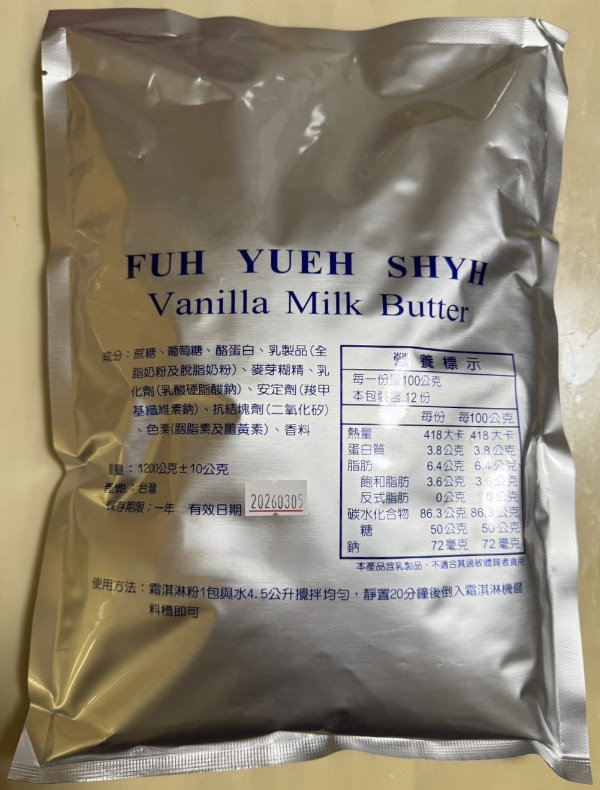 FUH YUEH SHYH
Vanilla Milk Butter
成分：蔗糖、葡萄糖、酪蛋白、乳製品(全
脂奶粉及脫脂奶粉)、麥芽糊精、乳
化劑(乳酸硬脂酸鈉)、安定劑(羧甲
基纖維素鈉)、抗結塊劑(二氧化矽)
、色素(胭脂素及薑黃素)、香料
重量：1200公克±10公克
產地：台灣
保存期限：一年 有效日期 20260305
營養標示
每一份量100公克
本包裝含12份
每份 每100公克
熱量 418大卡 418大卡
蛋白質 3.8公克 3.8公克
脂肪 6.4公克 6.4公克
飽和脂肪 3.6公克 3.6公克
反式脂肪 0公克 0公克
碳水化合物 86.3公克 86.3公克
糖 50公克 50公克
鈉 72毫克 72毫克
本產品含乳製品，不適合其過敏體質者食用
使用方法：霜淇淋粉1包與水4.5公升攪拌均勻，靜置20分鐘後倒入霜淇淋機儲
料槽即可